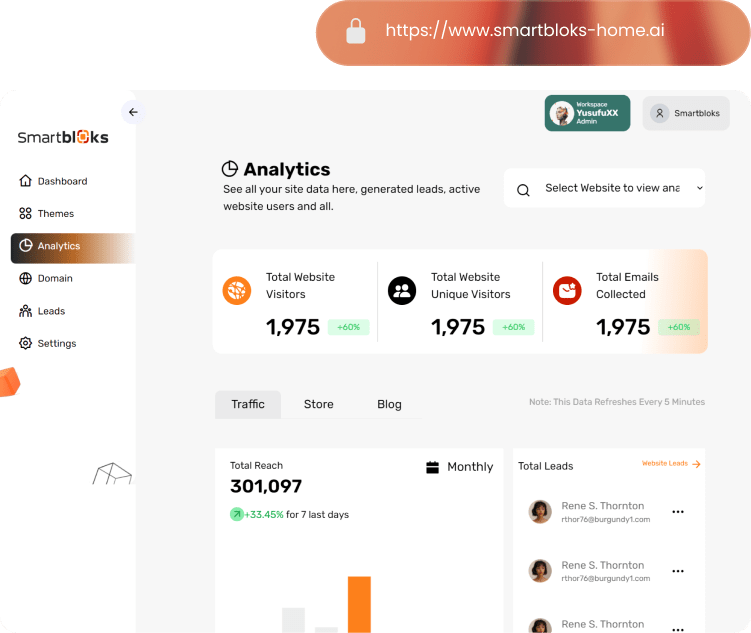 https://www.smartbloks-home.ai
Workspace
YusufuXX
Admin
Smartbloks
Smartbloks
Dashboard
Themes
Analytics
Domain
Leads
Settings
Analytics
See all your site data here, generated leads, active
website users and all.
Select Website to view ana
Total Website
Visitors
1,975 +60%
Total Website
Unique Visitors
1,975 +60%
Total Emails
Collected
1,975 +60%
Traffic Store Blog
Note: This Data Refreshes Every 5 Minutes
Total Reach
Monthly
301,097
+33.45% for 7 last days
Total Leads
Website Leads
Rene S. Thornton
rthor76@burgundy1.com
Rene S. Thornton
rthor76@burgundy1.com
Rene S. Thornton